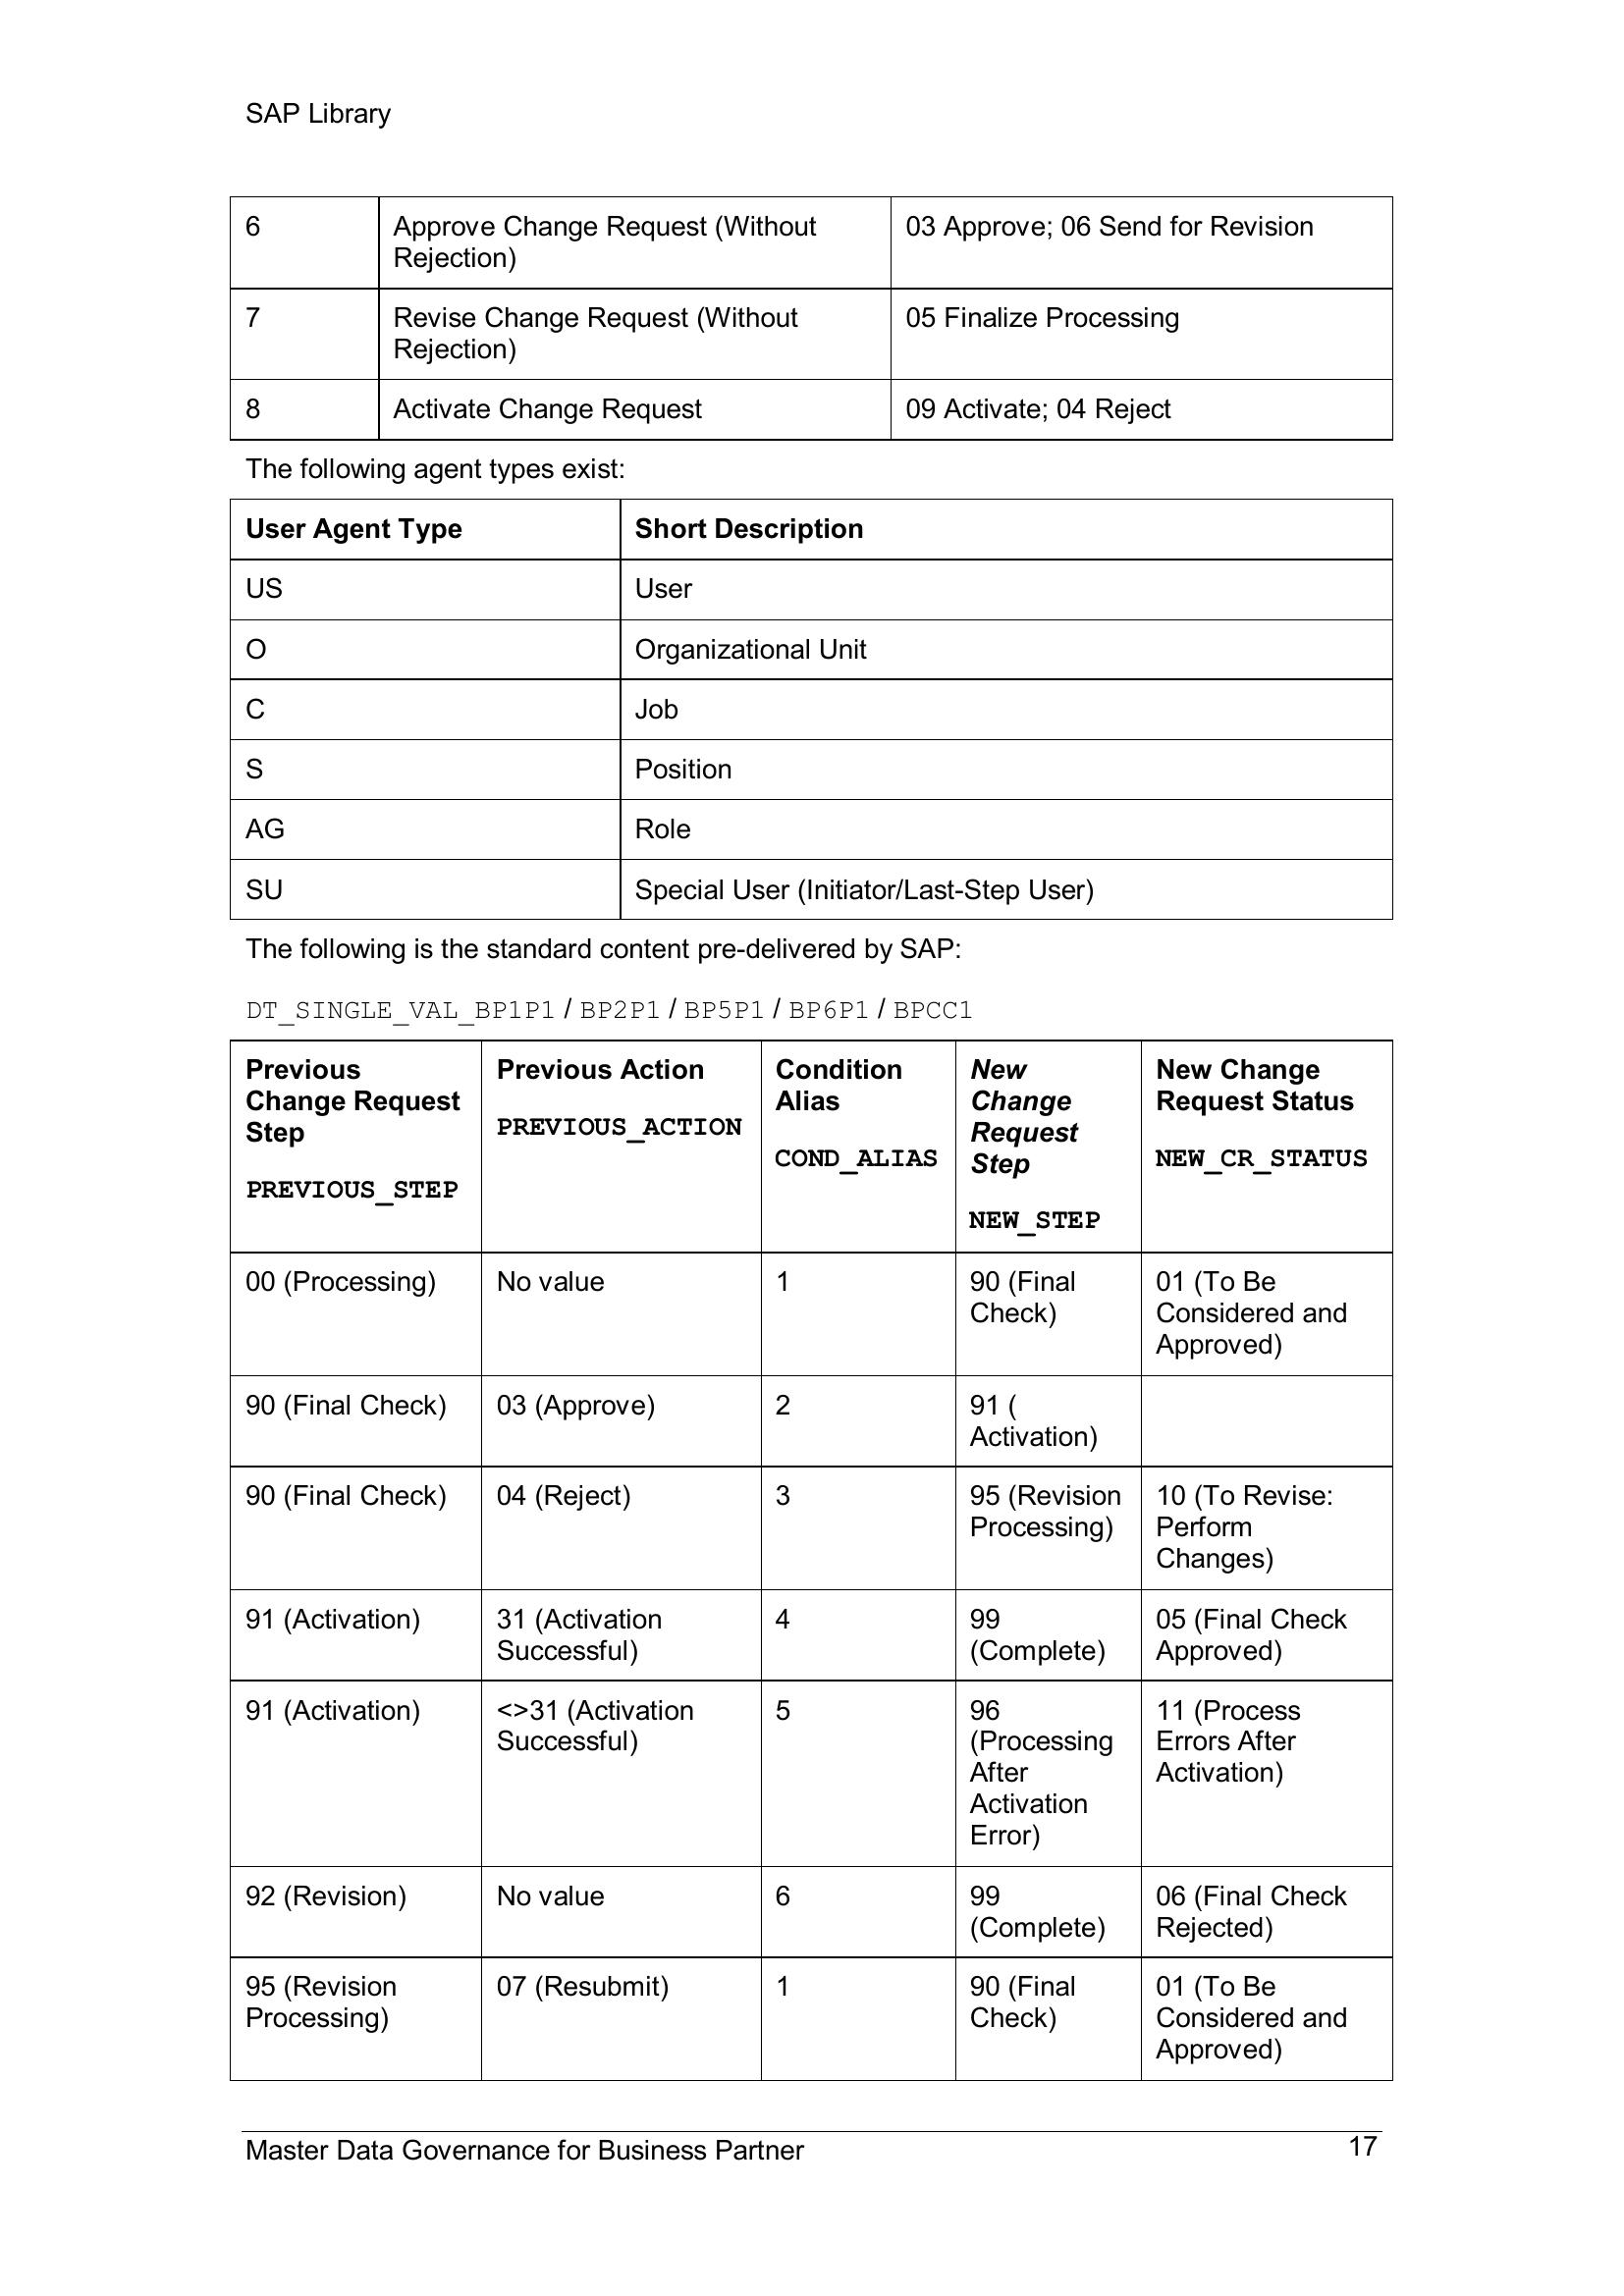 SAP Library
6
Approve Change Request (Without
Rejection)
03 Approve; 06 Send for Revision
7
Revise Change Request (Without
Rejection)
05 Finalize Processing
8
Activate Change Request
09 Activate; 04 Reject
The following agent types exist:
User Agent Type
Short Description
US
User
O
Organizational Unit
C
Job
S
Position
AG
Role
SU
Special User (Initiator/Last-Step User)
The following is the standard content pre-delivered by SAP:
DT_SINGLE_VAL_BP1P1 / BP2P1 / BP5P1 / BP6P1 / BPCC1
Previous
Change Request
Step
PREVIOUS_STEP
Previous Action
PREVIOUS_ACTION
Condition
Alias
COND_ALIAS
New
Change
Request
Step
NEW_STEP
New Change
Request Status
NEW_CR_STATUS
00 (Processing)
No value
1
90 (Final
Check)
01 (To Be
Considered and
Approved)
90 (Final Check)
03 (Approve)
2
91 (
Activation)
90 (Final Check)
04 (Reject)
3
95 (Revision
Processing)
10 (To Revise:
Perform
Changes)
91 (Activation)
31 (Activation
Successful)
4
99
(Complete)
05 (Final Check
Approved)
91 (Activation)
<>31 (Activation
Successful)
5
96
(Processing
After
Activation
Error)
11 (Process
Errors After
Activation)
92 (Revision)
No value
6
99
(Complete)
06 (Final Check
Rejected)
95 (Revision
Processing)
07 (Resubmit)
1
90 (Final
Check)
01 (To Be
Considered and
Approved)
Master Data Governance for Business Partner
17